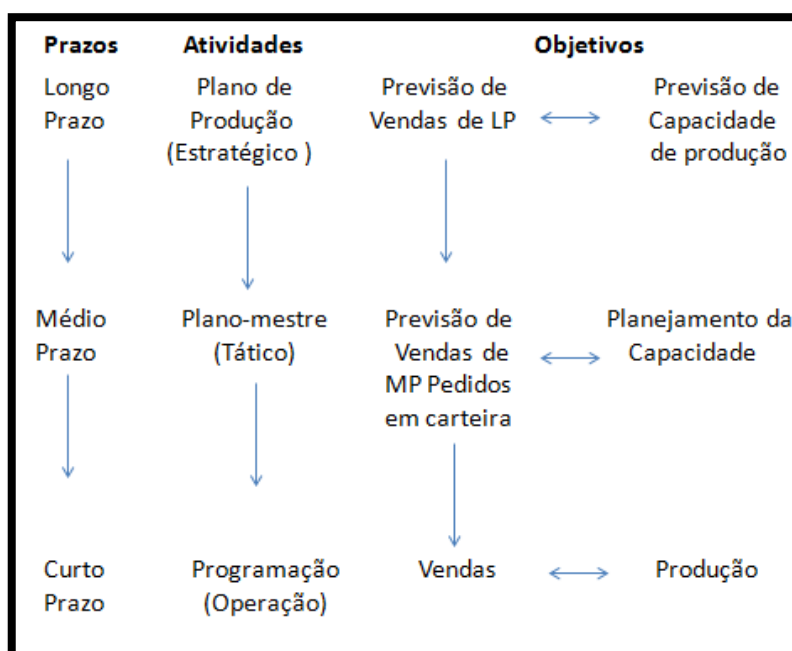 Prazos Atividades Objetivos
Longo Plano de Previsão de Previsão de
Prazo Produção Vendas de LP Capacidade
(Estratégico ) de produção
Médio Plano-mestre Previsão de Planejamento da
Prazo (Tático) Vendas de Capacidade
MP Pedidos
em carteira
Curto Programação Vendas Produção
Prazo (Operação)